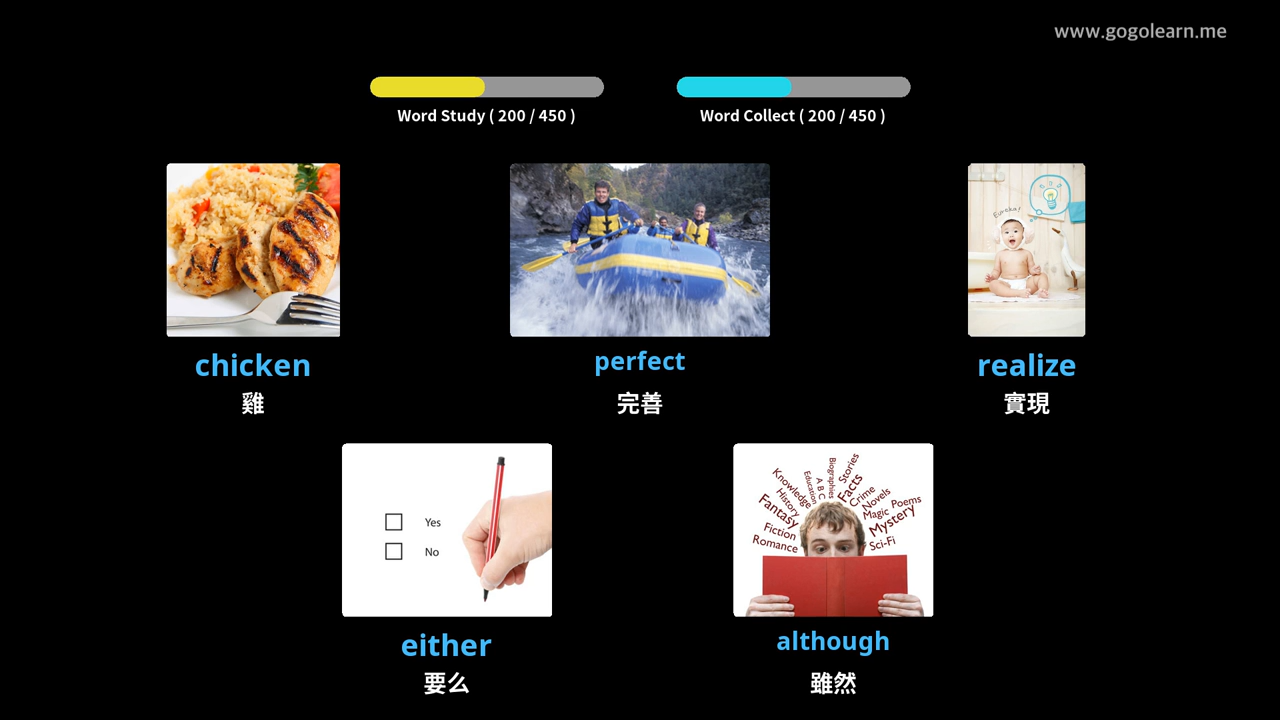 www.gogolearn.me
Word Study ( 200 / 450 )
Word Collect ( 200 / 450 )
Eureka!
chicken
雞
perfect
完善
realize
實現
Yes
No
either
要么
Knowledge
History
Fantasy
Fiction
Romance
Education
A B C
Biographies
Stories
Facts
Crime
Novels
Magic
Poems
Mystery
Sci-Fi
although
雖然